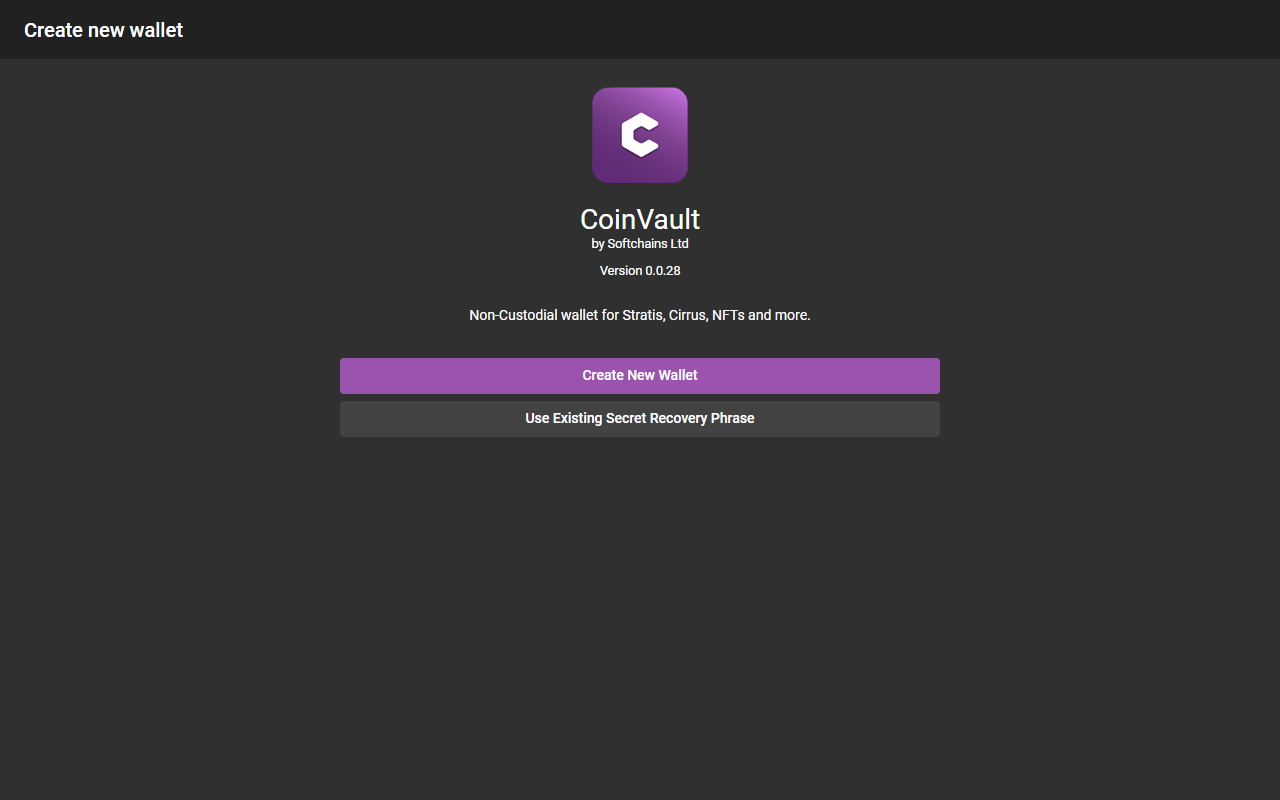 Create new wallet
CoinVault
by Softchains Ltd
Version 0.0.28
Non-Custodial wallet for Stratis, Cirrus, NFTs and more.
Create New Wallet
Use Existing Secret Recovery Phrase